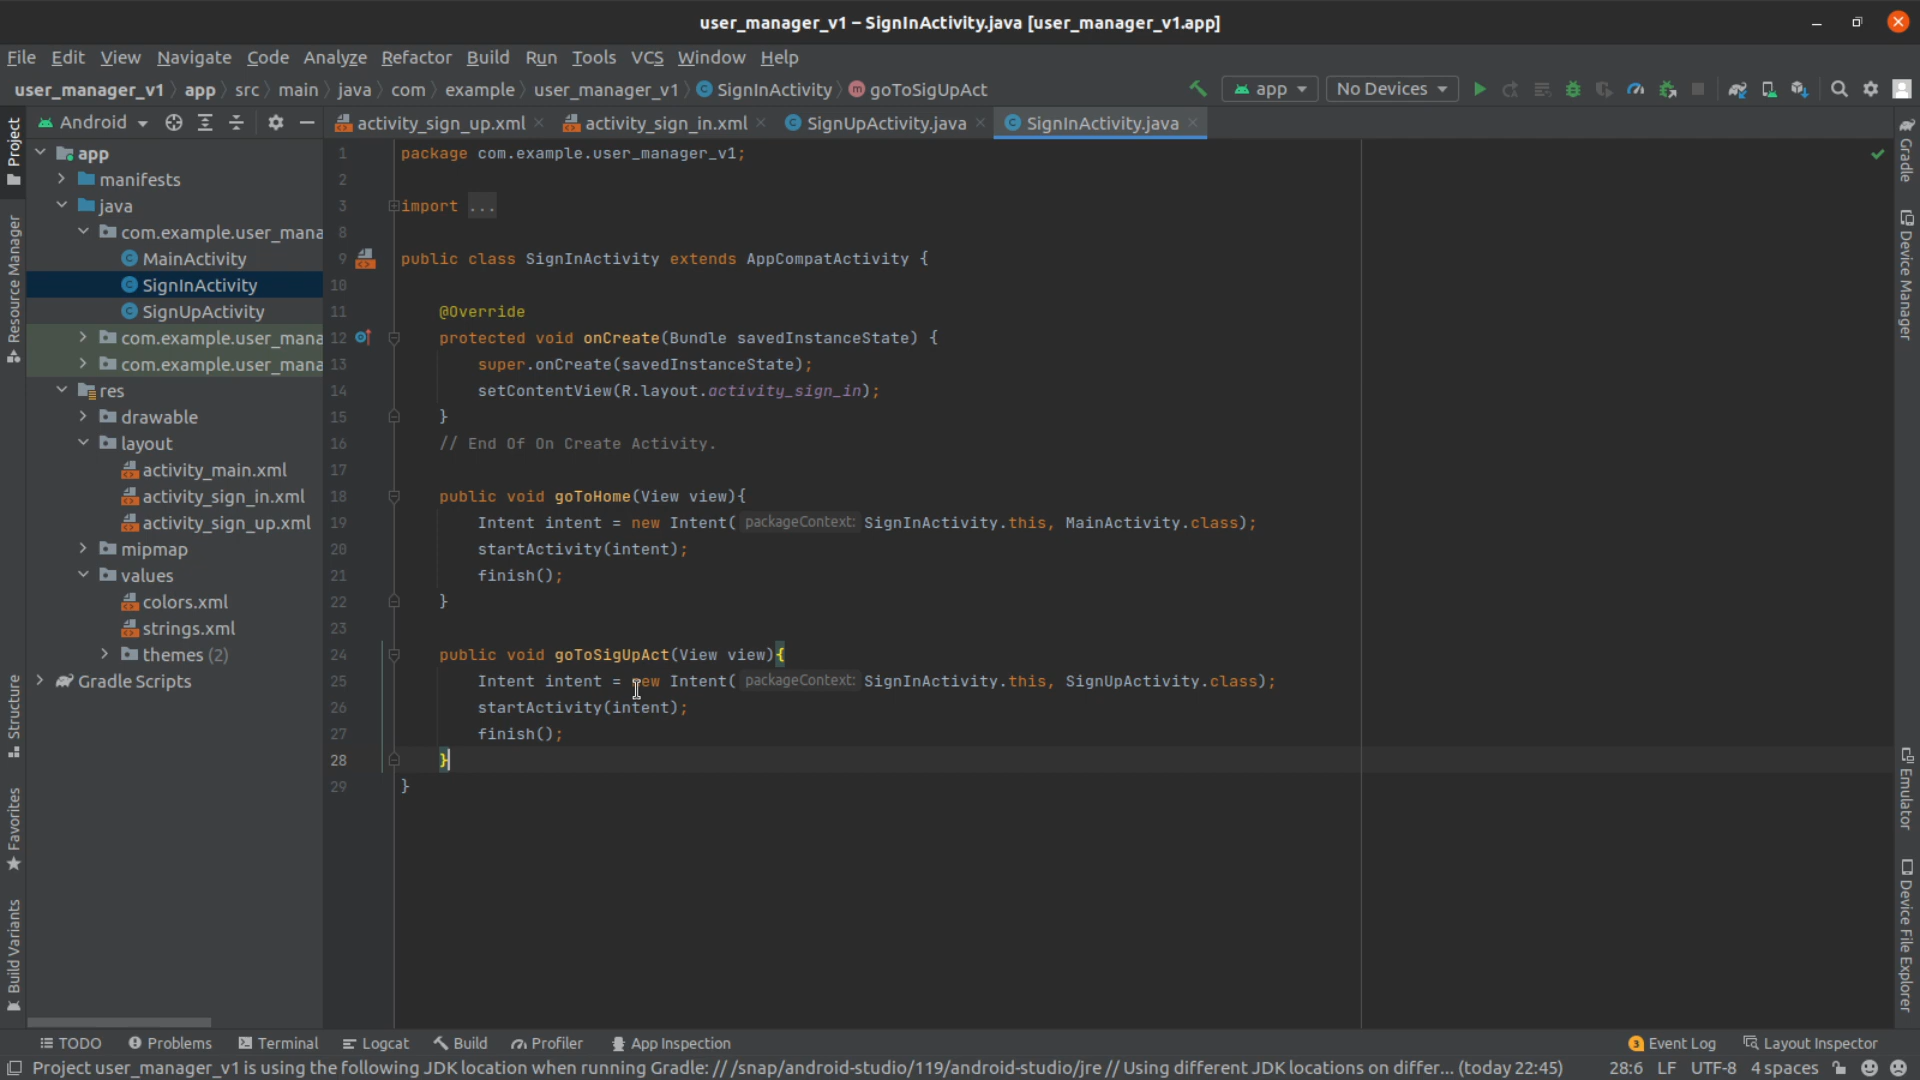 user_manager_v1 – SignInActivity.java [user_manager_v1.app]
File Edit View Navigate Code Analyze Refactor Build Run Tools VCS Window Help
user_manager_v1 app src main java com example user_manager_v1 SignInActivity goToSigUpAct app No Devices
Android
activity_sign_up.xml activity_sign_in.xml SignUpActivity.java SignInActivity.java
Project
Resource Manager
Structure
Favorites
Build Variants
app
manifests
java
com.example.user_mana
MainActivity
SignInActivity
SignUpActivity
com.example.user_mana
com.example.user_mana
res
drawable
layout
activity_main.xml
activity_sign_in.xml
activity_sign_up.xml
mipmap
values
colors.xml
strings.xml
themes (2)
Gradle Scripts
1 package com.example.user_manager_v1;
2
3 import ...
8
9 public class SignInActivity extends AppCompatActivity {
10
11 @Override
12 protected void onCreate(Bundle savedInstanceState) {
13 super.onCreate(savedInstanceState);
14 setContentView(R.layout.activity_sign_in);
15 }
16 // End Of On Create Activity.
17
18 public void goToHome(View view){
19 Intent intent = new Intent( packageContext: SignInActivity.this, MainActivity.class);
20 startActivity(intent);
21 finish();
22 }
23
24 public void goToSigUpAct(View view){
25 Intent intent = new Intent( packageContext: SignInActivity.this, SignUpActivity.class);
26 startActivity(intent);
27 finish();
28 }
29 }
Gradle
Device Manager
Emulator
Device File Explorer
TODO Problems Terminal Logcat Build Profiler App Inspection 3 Event Log Layout Inspector
Project user_manager_v1 is using the following JDK location when running Gradle: // /snap/android-studio/119/android-studio/jre // Using different JDK locations on differ... (today 22:45) 28:6 LF UTF-8 4 spaces